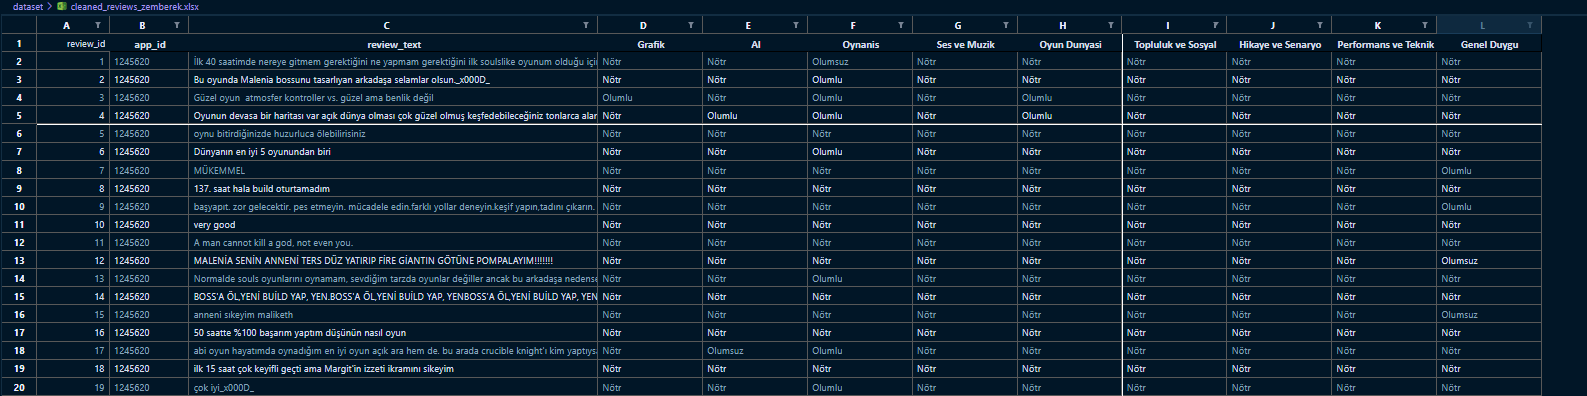 dataset > cleaned_reviews_zemberek.xlsx
A B C D E F G H I J K L
1 review_id app_id review_text Grafik AI Oynanis Ses ve Muzik Oyun Dunyasi Topluluk ve Sosyal Hikaye ve Senaryo Performans ve Teknik Genel Duygu
2 1 1245620 İlk 40 saatimde nereye gitmem gerektiğini ne yapmam gerektiğini ilk soulslike oyunum olduğu içi Nötr Nötr Olumsuz Nötr Nötr Nötr Nötr Nötr Nötr
3 2 1245620 Bu oyunda Malenia bossunu tasarlıyan arkadaşa selamlar olsun._x000D_ Nötr Nötr Olumlu Nötr Nötr Nötr Nötr Nötr Nötr
4 3 1245620 Güzel oyun atmosfer kontroller vs. güzel ama benlik değil Olumlu Nötr Olumlu Nötr Olumlu Nötr Nötr Nötr Nötr
5 4 1245620 Oyunun devasa bir haritası var açık dünya olması çok güzel olmuş keşfedebileceğiniz tonlarca alar Nötr Olumlu Olumlu Nötr Olumlu Nötr Nötr Nötr Nötr
6 5 1245620 oynu bitirdiğinizde huzurluca ölebilirisiniz Nötr Nötr Nötr Nötr Nötr Nötr Nötr Nötr Nötr
7 6 1245620 Dünyanın en iyi 5 oyunundan biri Nötr Nötr Olumlu Nötr Nötr Nötr Nötr Nötr Nötr
8 7 1245620 MÜKEMMEL Nötr Nötr Nötr Nötr Nötr Nötr Nötr Nötr Olumlu
9 8 1245620 137. saat hala build oturtamadım Nötr Nötr Nötr Nötr Nötr Nötr Nötr Nötr Nötr
10 9 1245620 başyapıt. zor gelecektir. pes etmeyin. mücadele edin.farklı yollar deneyin.keşif yapın,tadını çıkarın. Nötr Nötr Nötr Nötr Nötr Nötr Nötr Nötr Olumlu
11 10 1245620 very good Nötr Nötr Nötr Nötr Nötr Nötr Nötr Nötr Nötr
12 11 1245620 A man cannot kill a god, not even you. Nötr Nötr Nötr Nötr Nötr Nötr Nötr Nötr Nötr
13 12 1245620 MALENİA SENİN ANNENİ TERS DÜZ YATIRIP FİRE GİANTIN GÖTÜNE POMPALAYIM!!!!!!! Nötr Nötr Nötr Nötr Nötr Nötr Nötr Nötr Olumsuz
14 13 1245620 Normalde souls oyunlarını oynamam, sevdiğim tarzda oyunlar değiller ancak bu arkadaşa nedense Nötr Nötr Olumlu Nötr Nötr Nötr Nötr Nötr Nötr
15 14 1245620 BOSS'A ÖL,YENİ BUİLD YAP, YEN.BOSS'A ÖL,YENİ BUİLD YAP, YENBOSS'A ÖL,YENİ BUİLD YAP, YEN Nötr Nötr Nötr Nötr Nötr Nötr Nötr Nötr Nötr
16 15 1245620 anneni sıkeyim maliketh Nötr Nötr Nötr Nötr Nötr Nötr Nötr Nötr Olumsuz
17 16 1245620 50 saatte %100 başarım yaptım düşünün nasıl oyun Nötr Nötr Nötr Nötr Nötr Nötr Nötr Nötr Nötr
18 17 1245620 abi oyun hayatımda oynadığım en iyi oyun açık ara hem de. bu arada crucible knight'ı kim yaptıysa Nötr Olumsuz Olumlu Nötr Nötr Nötr Nötr Nötr Nötr
19 18 1245620 ilk 15 saat çok keyifli geçti ama Margit'in izzeti ikramını sikeyim Nötr Nötr Nötr Nötr Nötr Nötr Nötr Nötr Nötr
20 19 1245620 çok iyi_x000D_ Nötr Nötr Olumlu Nötr Nötr Nötr Nötr Nötr Nötr